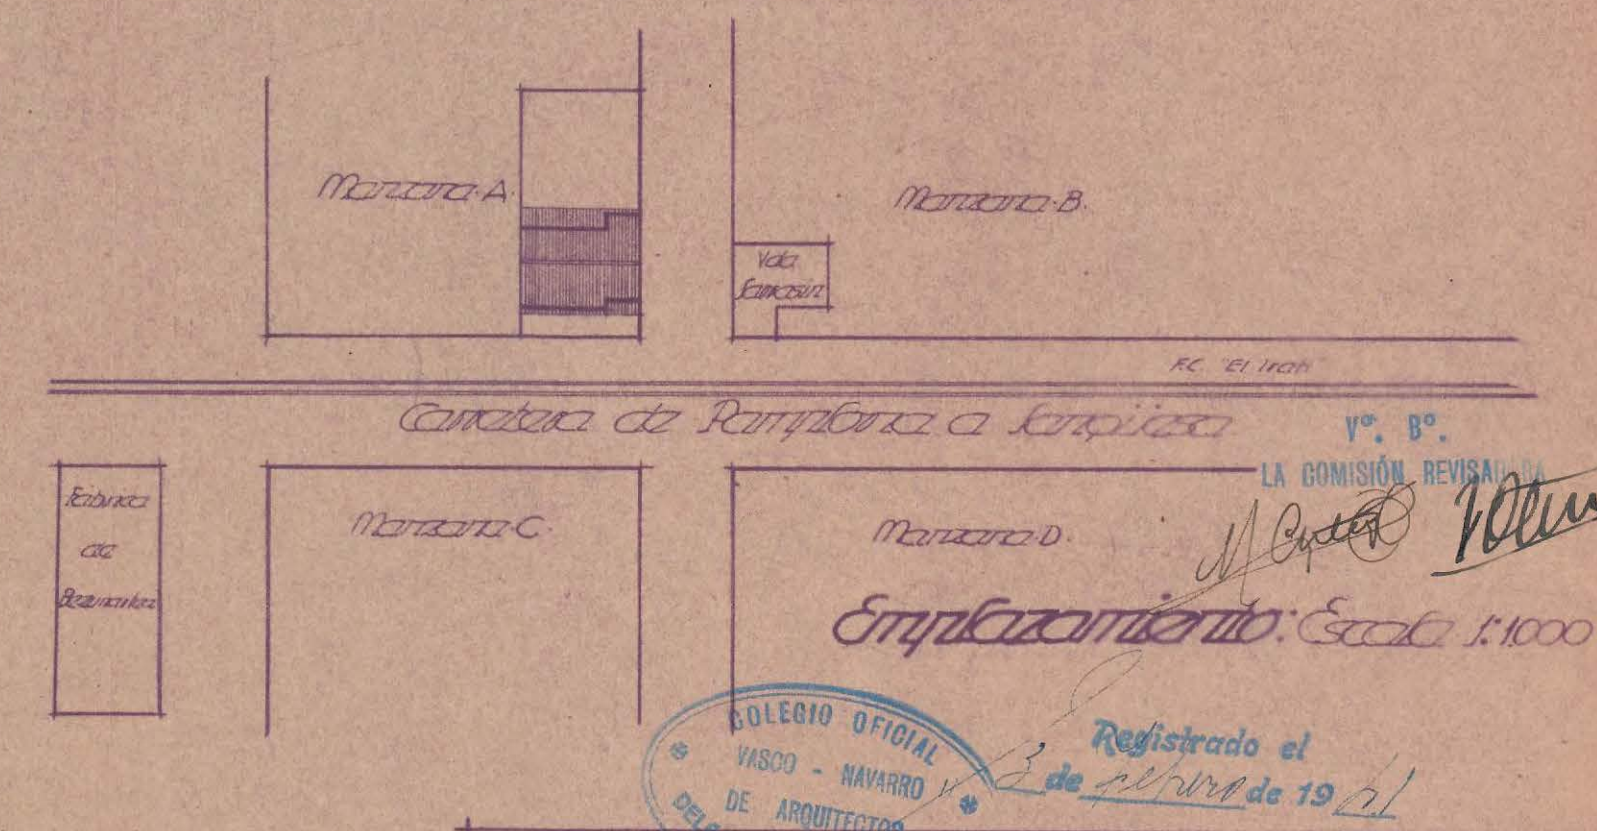 Manzana·A.
Manzana·B.
Vda
F.C. "El Irati"
Carretera de Pamplona a Sangüesa
Vº. Bº.
LA COMISIÓN REVISADORA
Fábrica
de
Manzana·C.
Manzana·D.
Emplazamiento: Escala 1:1000
COLEGIO OFICIAL
VASCO - NAVARRO
DE ARQUITECTOS
Registrado el
3 de febrero de 19